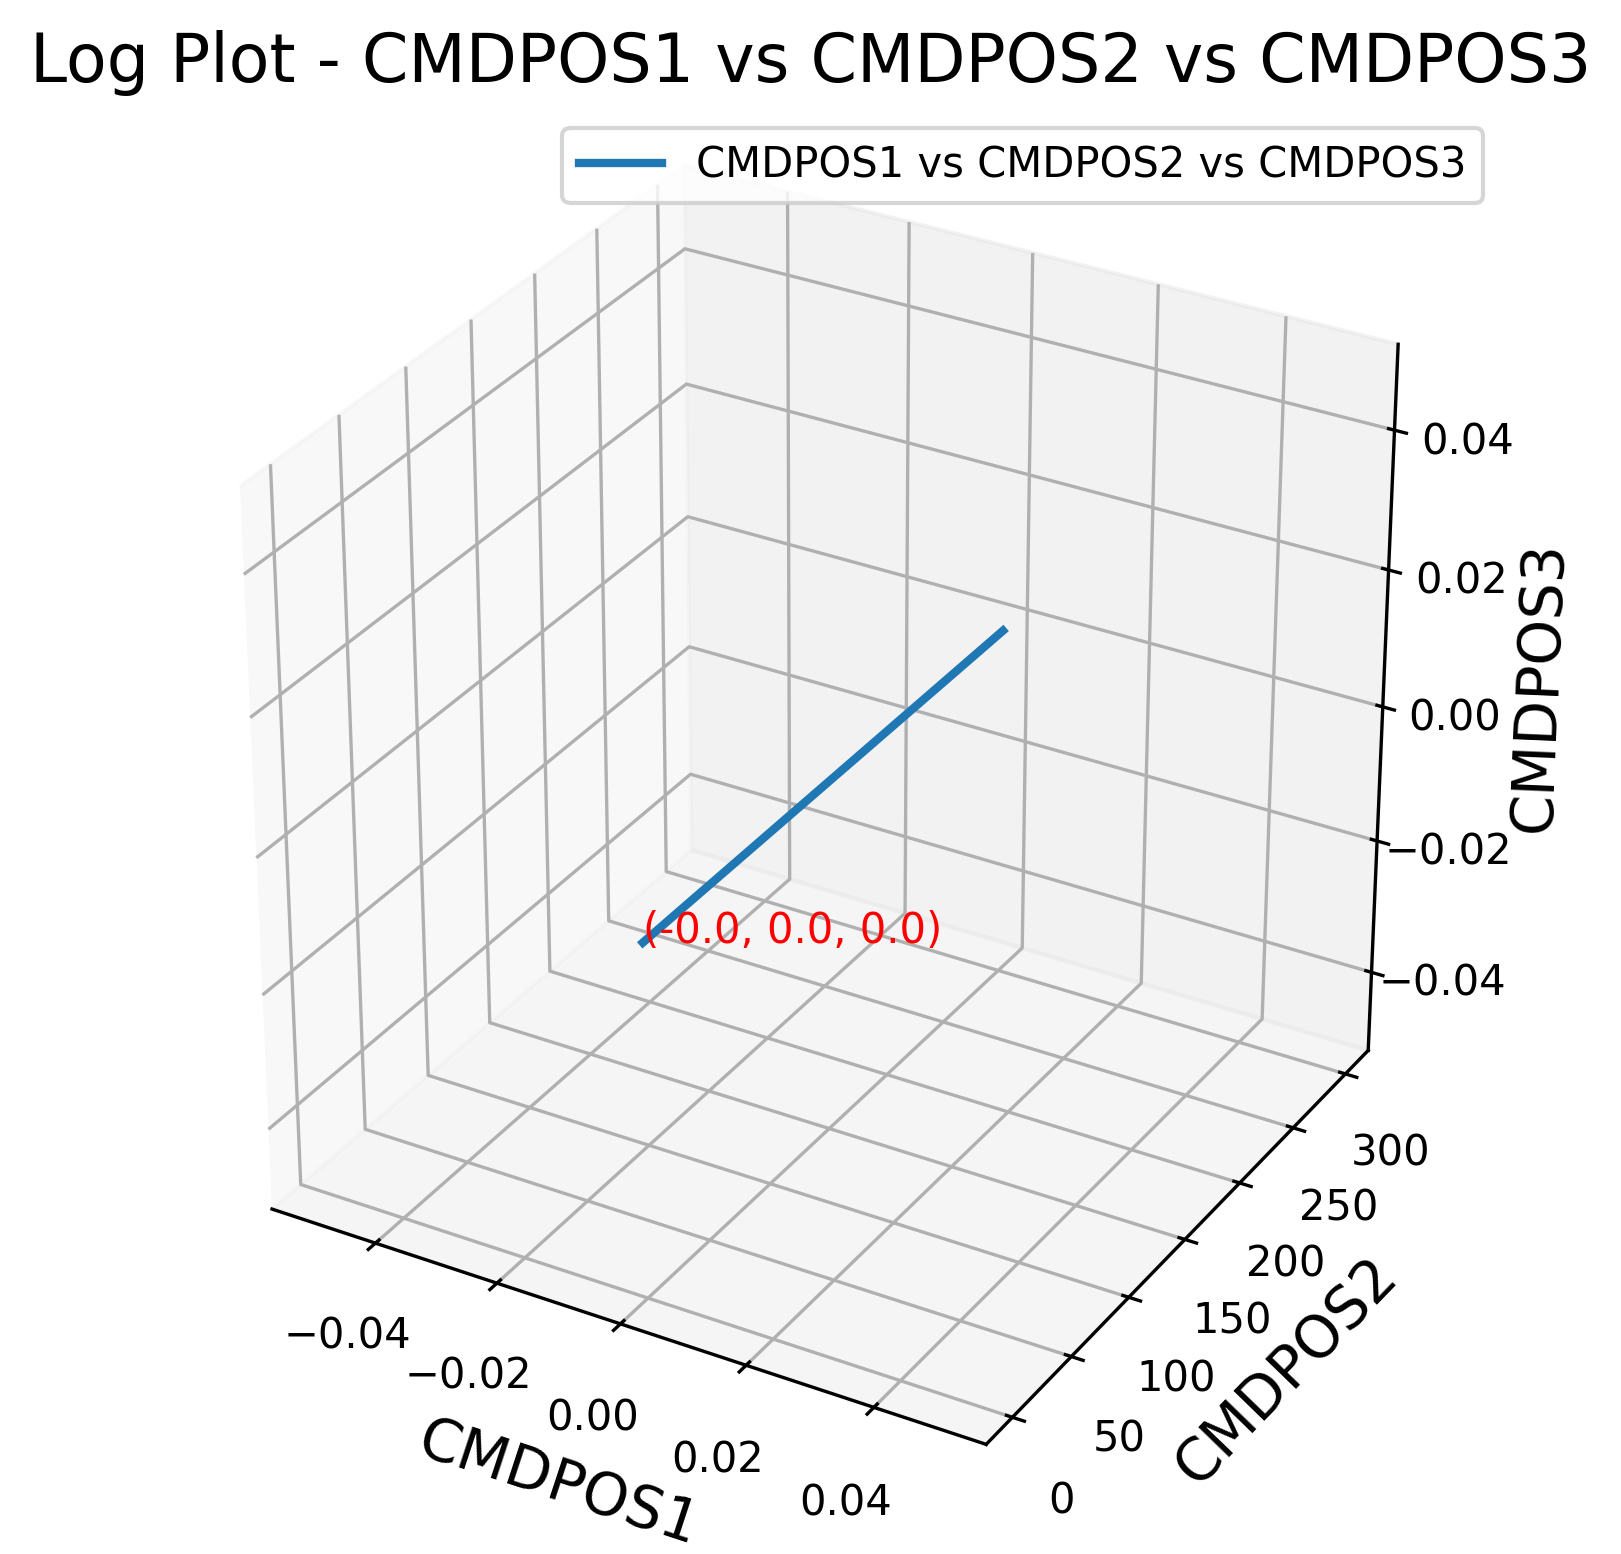 Log Plot - CMDPOS1 vs CMDPOS2 vs CMDPOS3
CMDPOS1 vs CMDPOS2 vs CMDPOS3
0.04
0.02
0.00
−0.02
−0.04
CMDPOS3
(-0.0, 0.0, 0.0)
−0.04
−0.02
0.00
0.02
0.04
CMDPOS1
0
50
100
150
200
250
300
CMDPOS2